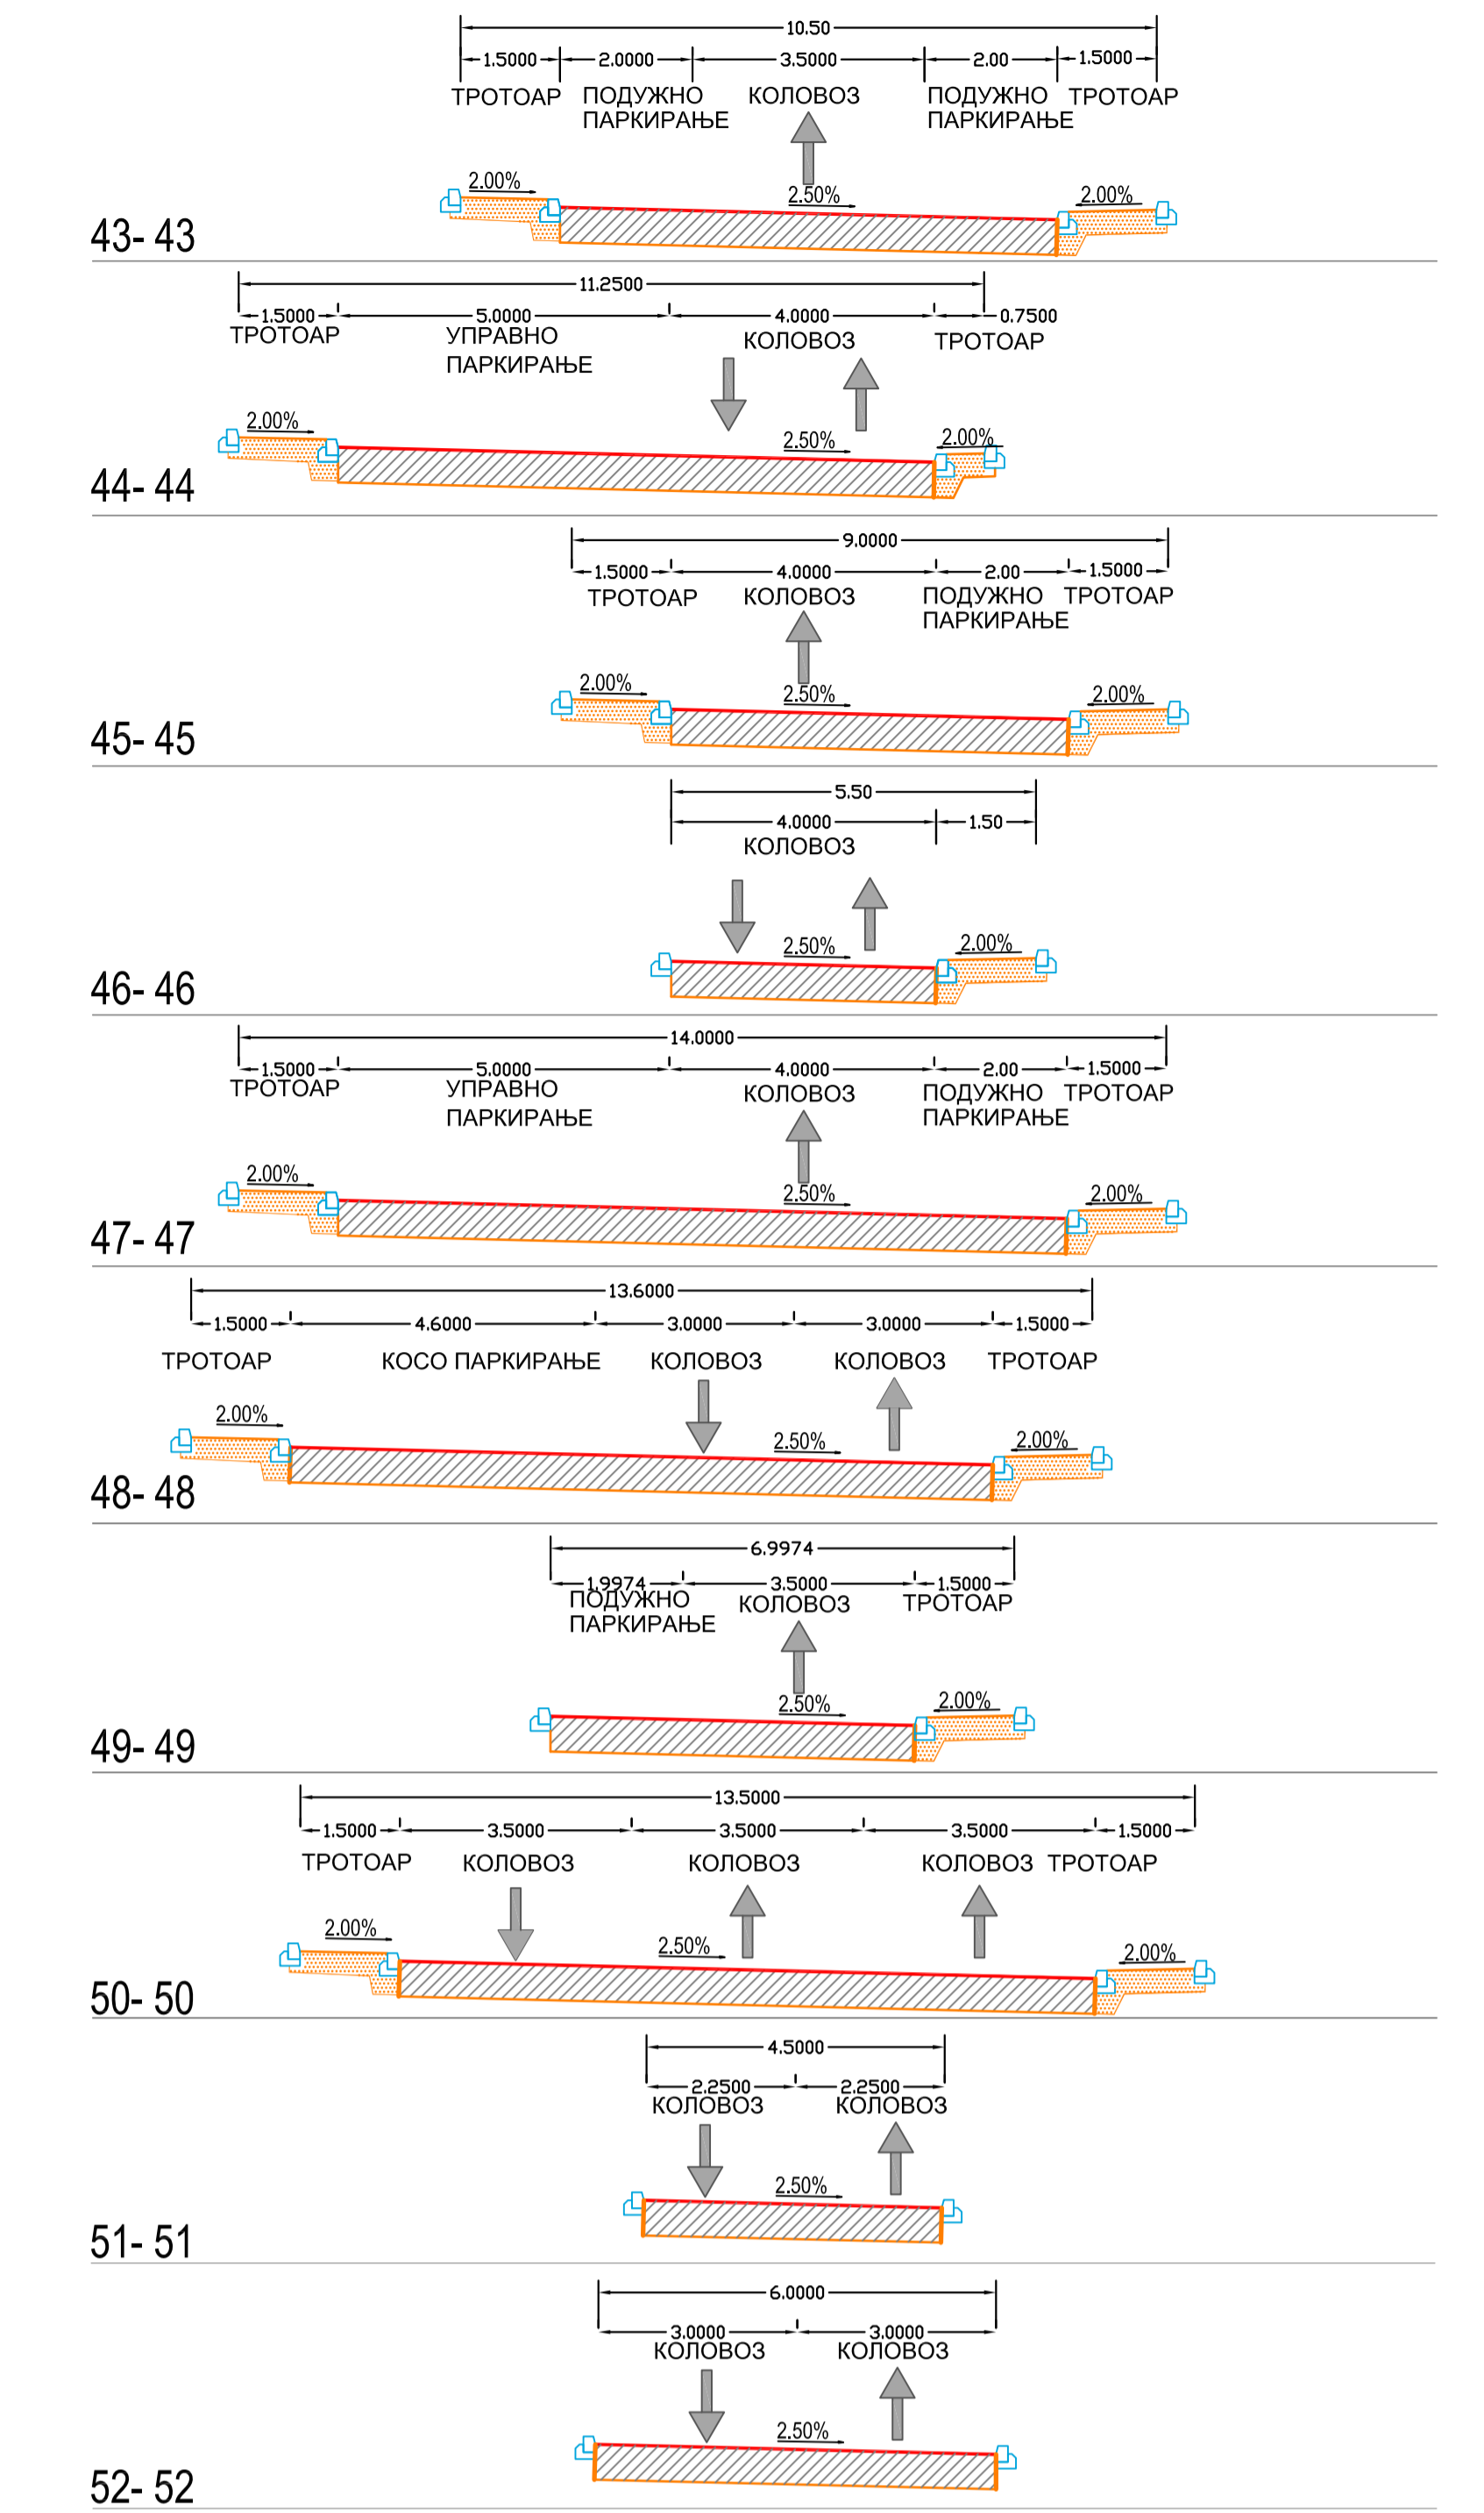 10.50
1.5000 2.0000 3.5000 2.00 1.5000
ТРОТОАР ПОДУЖНО КОЛОВОЗ ПОДУЖНО ТРОТОАР
ПАРКИРАЊЕ ПАРКИРАЊЕ
2.00% 2.50% 2.00%
43- 43
11.2500
1.5000 5.0000 4.0000 0.7500
ТРОТОАР УПРАВНО КОЛОВОЗ ТРОТОАР
ПАРКИРАЊЕ
2.00% 2.50% 2.00%
44- 44
9.0000
1.5000 4.0000 2.00 1.5000
ТРОТОАР КОЛОВОЗ ПОДУЖНО ТРОТОАР
ПАРКИРАЊЕ
2.00% 2.50% 2.00%
45- 45
5.50
4.0000 1.50
КОЛОВОЗ
2.50% 2.00%
46- 46
14.0000
1.5000 5.0000 4.0000 2.00 1.5000
ТРОТОАР УПРАВНО КОЛОВОЗ ПОДУЖНО ТРОТОАР
ПАРКИРАЊЕ ПАРКИРАЊЕ
2.00% 2.50% 2.00%
47- 47
13.6000
1.5000 4.6000 3.0000 3.0000 1.5000
ТРОТОАР КОСО ПАРКИРАЊЕ КОЛОВОЗ КОЛОВОЗ ТРОТОАР
2.00% 2.50% 2.00%
48- 48
6.9974
1.9974 3.5000 1.5000
ПОДУЖНО КОЛОВОЗ ТРОТОАР
ПАРКИРАЊЕ
2.50% 2.00%
49- 49
13.5000
1.5000 3.5000 3.5000 3.5000 1.5000
ТРОТОАР КОЛОВОЗ КОЛОВОЗ КОЛОВОЗ ТРОТОАР
2.00% 2.50% 2.00%
50- 50
4.5000
2.2500 2.2500
КОЛОВОЗ КОЛОВОЗ
2.50%
51- 51
6.0000
3.0000 3.0000
КОЛОВОЗ КОЛОВОЗ
2.50%
52- 52